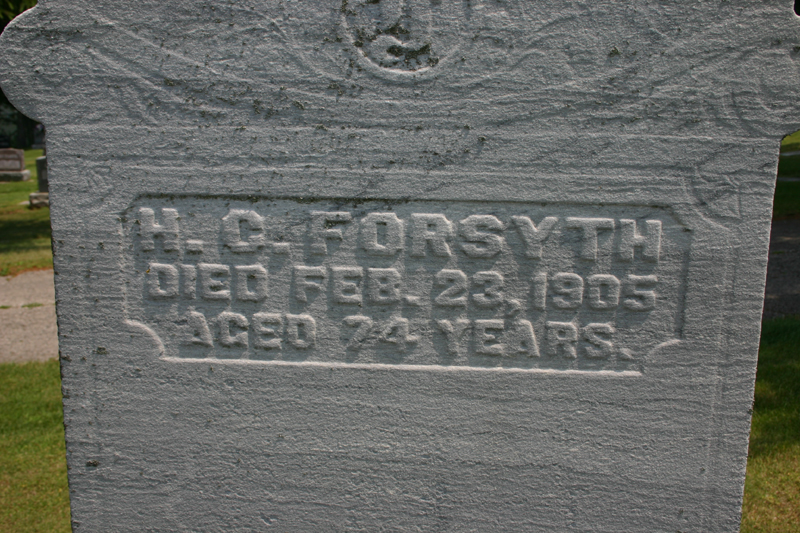 H. C. FORSYTH
DIED FEB. 23, 1905
AGED 74 YEARS.